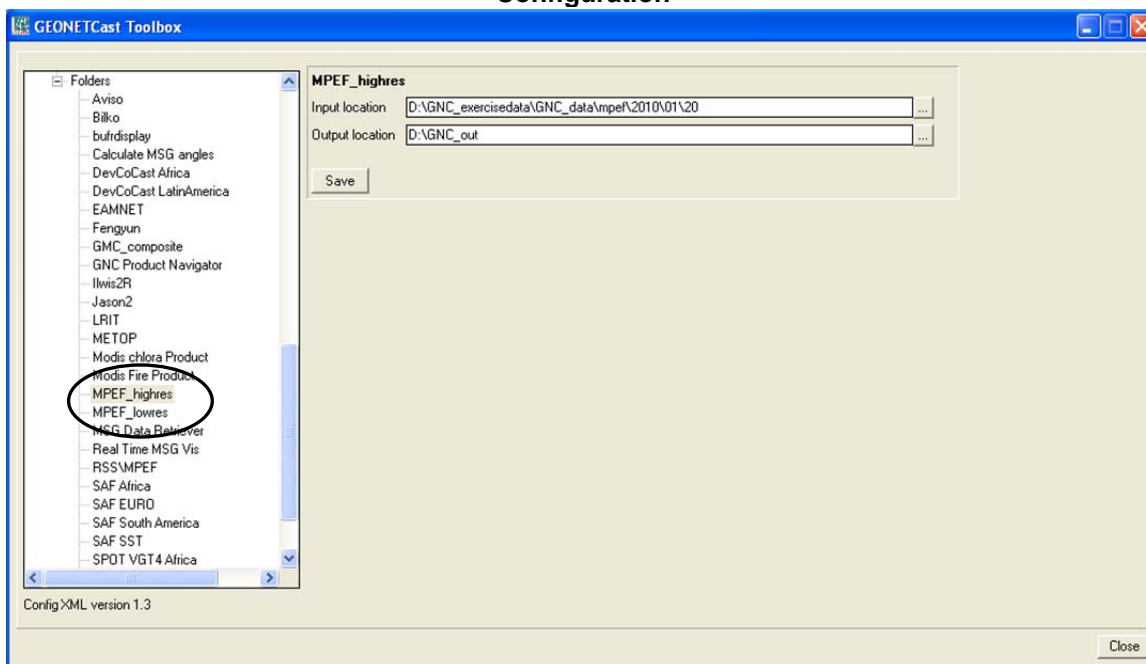 Configuration
GEONETCast Toolbox
Folders
Aviso
Bilko
bufrdisplay
Calculate MSG angles
DevCoCast Africa
DevCoCast LatinAmerica
EAMNET
Fengyun
GMC_composite
GNC Product Navigator
Ilwis2R
Jason2
LRIT
METOP
Modis chlora Product
Modis Fire Product
MPEF_highres
MPEF_lowres
MSG Data Retriever
Real Time MSG Vis
RSS\MPEF
SAF Africa
SAF EURO
SAF South America
SAF SST
SPOT VGT4 Africa
Config XML version 1.3
MPEF_highres
Input location D:\GNC_exercisedata\GNC_data\mpef\2010\01\20 ...
Output location D:\GNC_out ...
Save
Close